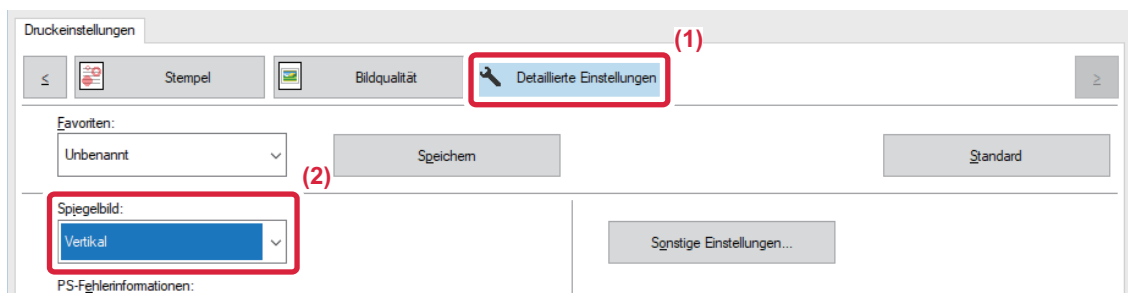 Druckeinstellungen
(1)
< Stempel Bildqualität Detaillierte Einstellungen >
Favoriten:
Unbenannt Speichern Standard
(2)
Spiegelbild:
Vertikal Sonstige Einstellungen...
PS-Fehlerinformationen: